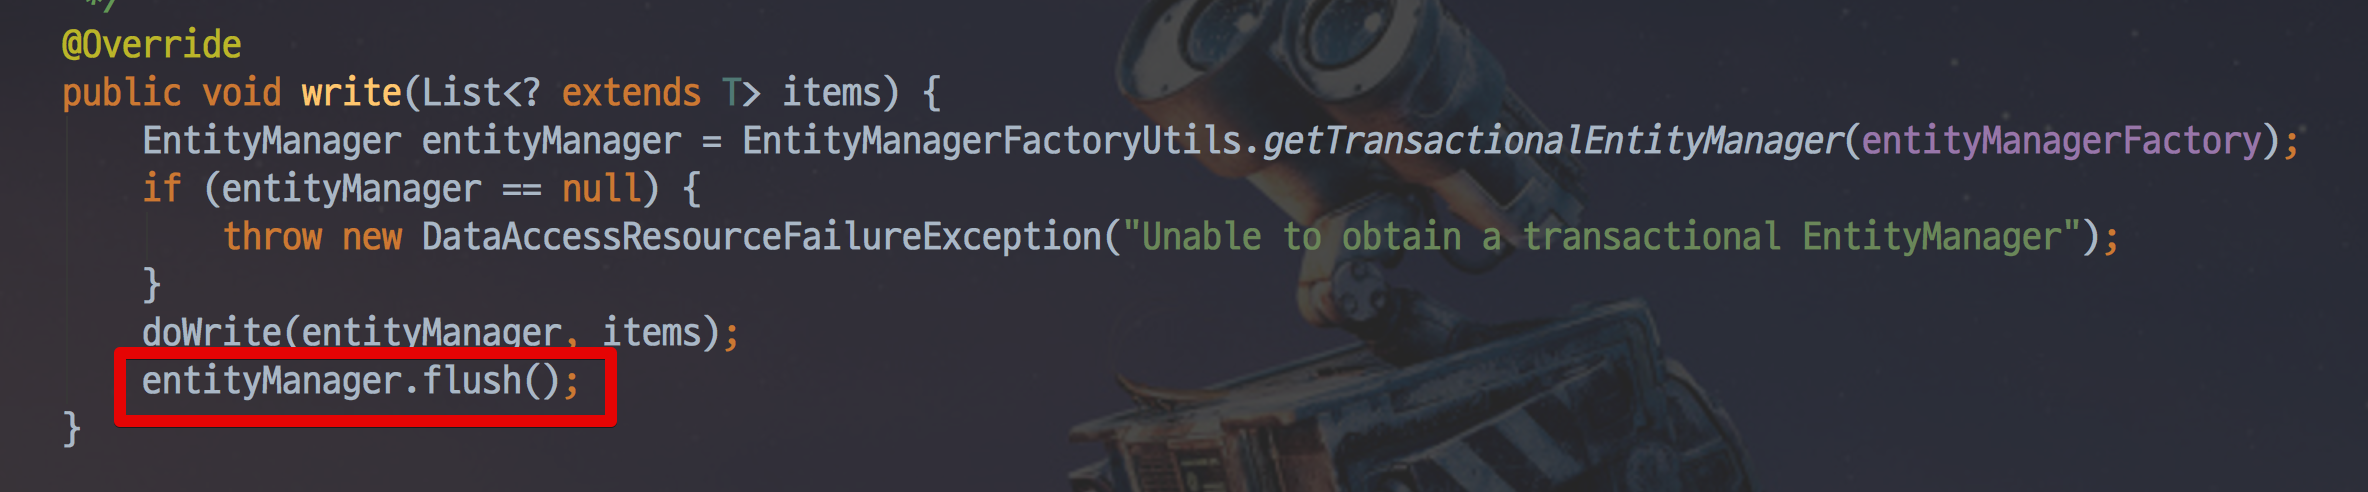 */
@Override
public void write(List<? extends T> items) {
EntityManager entityManager = EntityManagerFactoryUtils.getTransactionalEntityManager(entityManagerFactory);
if (entityManager == null) {
throw new DataAccessResourceFailureException("Unable to obtain a transactional EntityManager");
}
doWrite(entityManager, items);
entityManager.flush();
}